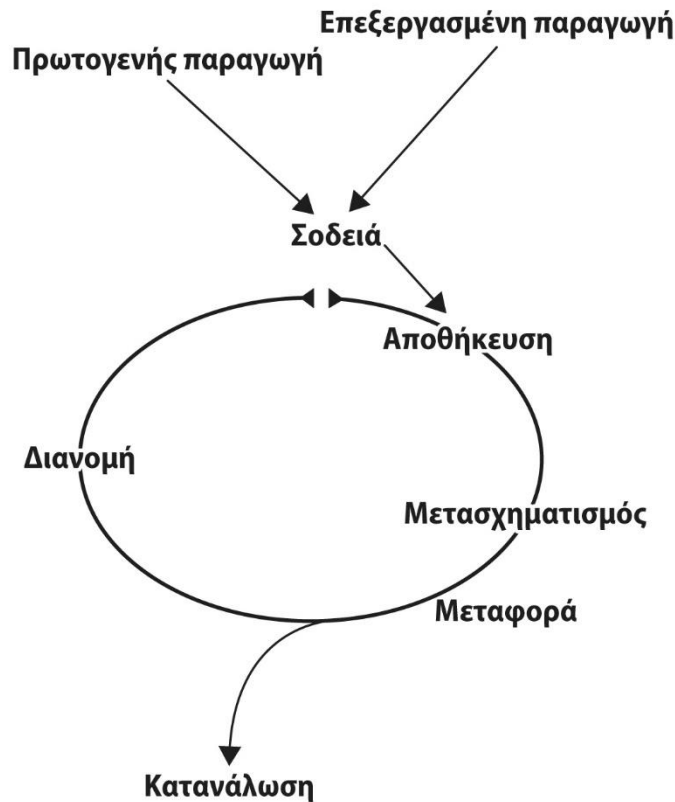 Επεξεργασμένη παραγωγή
Πρωτογενής παραγωγή
Σοδειά
Αποθήκευση
Διανομή
Μετασχηματισμός
Μεταφορά
Κατανάλωση